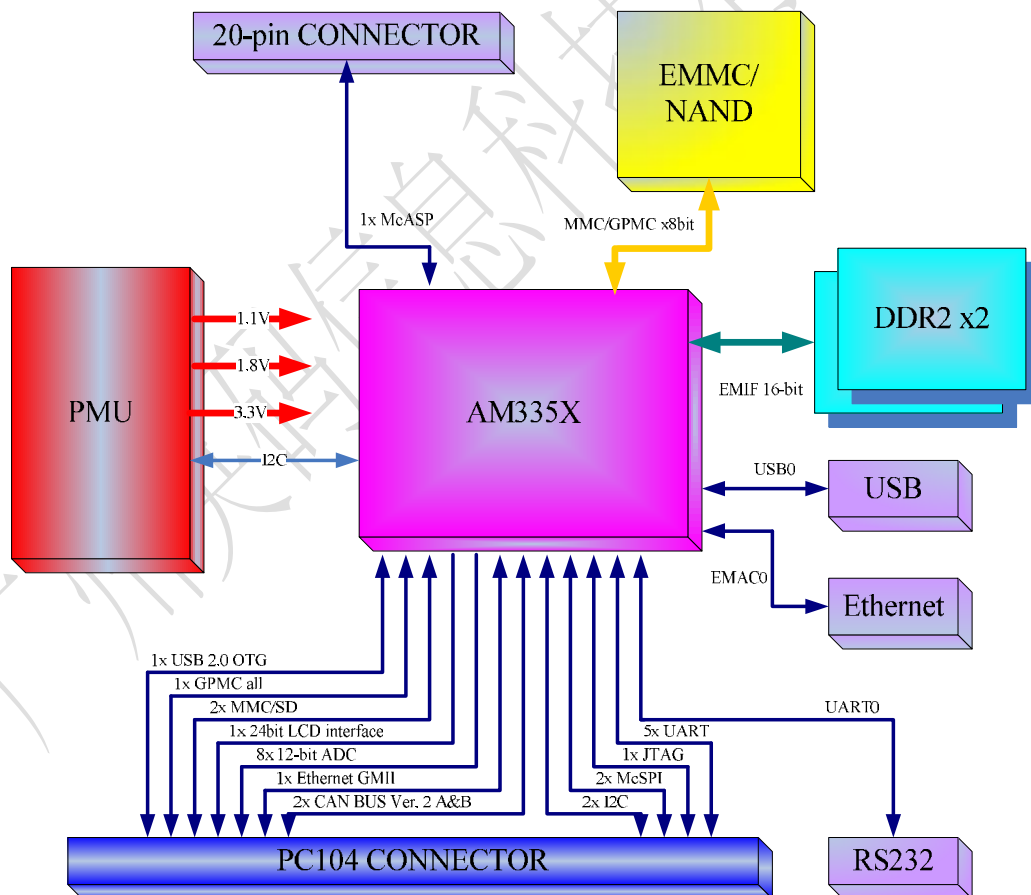 20-pin CONNECTOR
EMMC/
NAND
1x McASP
MMC/GPMC x8bit
DDR2 x2
1.1V
1.8V
PMU
3.3V
AM335X
EMIF 16-bit
I2C
USB0
USB
EMAC0
Ethernet
1x USB 2.0 OTG
1x GPMC all
2x MMC/SD
UART0
1x 24bit LCD interface
5x UART
8x 12-bit ADC
1x JTAG
1x Ethernet GMII
2x McSPI
2x CAN BUS Ver. 2 A&B
2x I2C
PC104 CONNECTOR
RS232